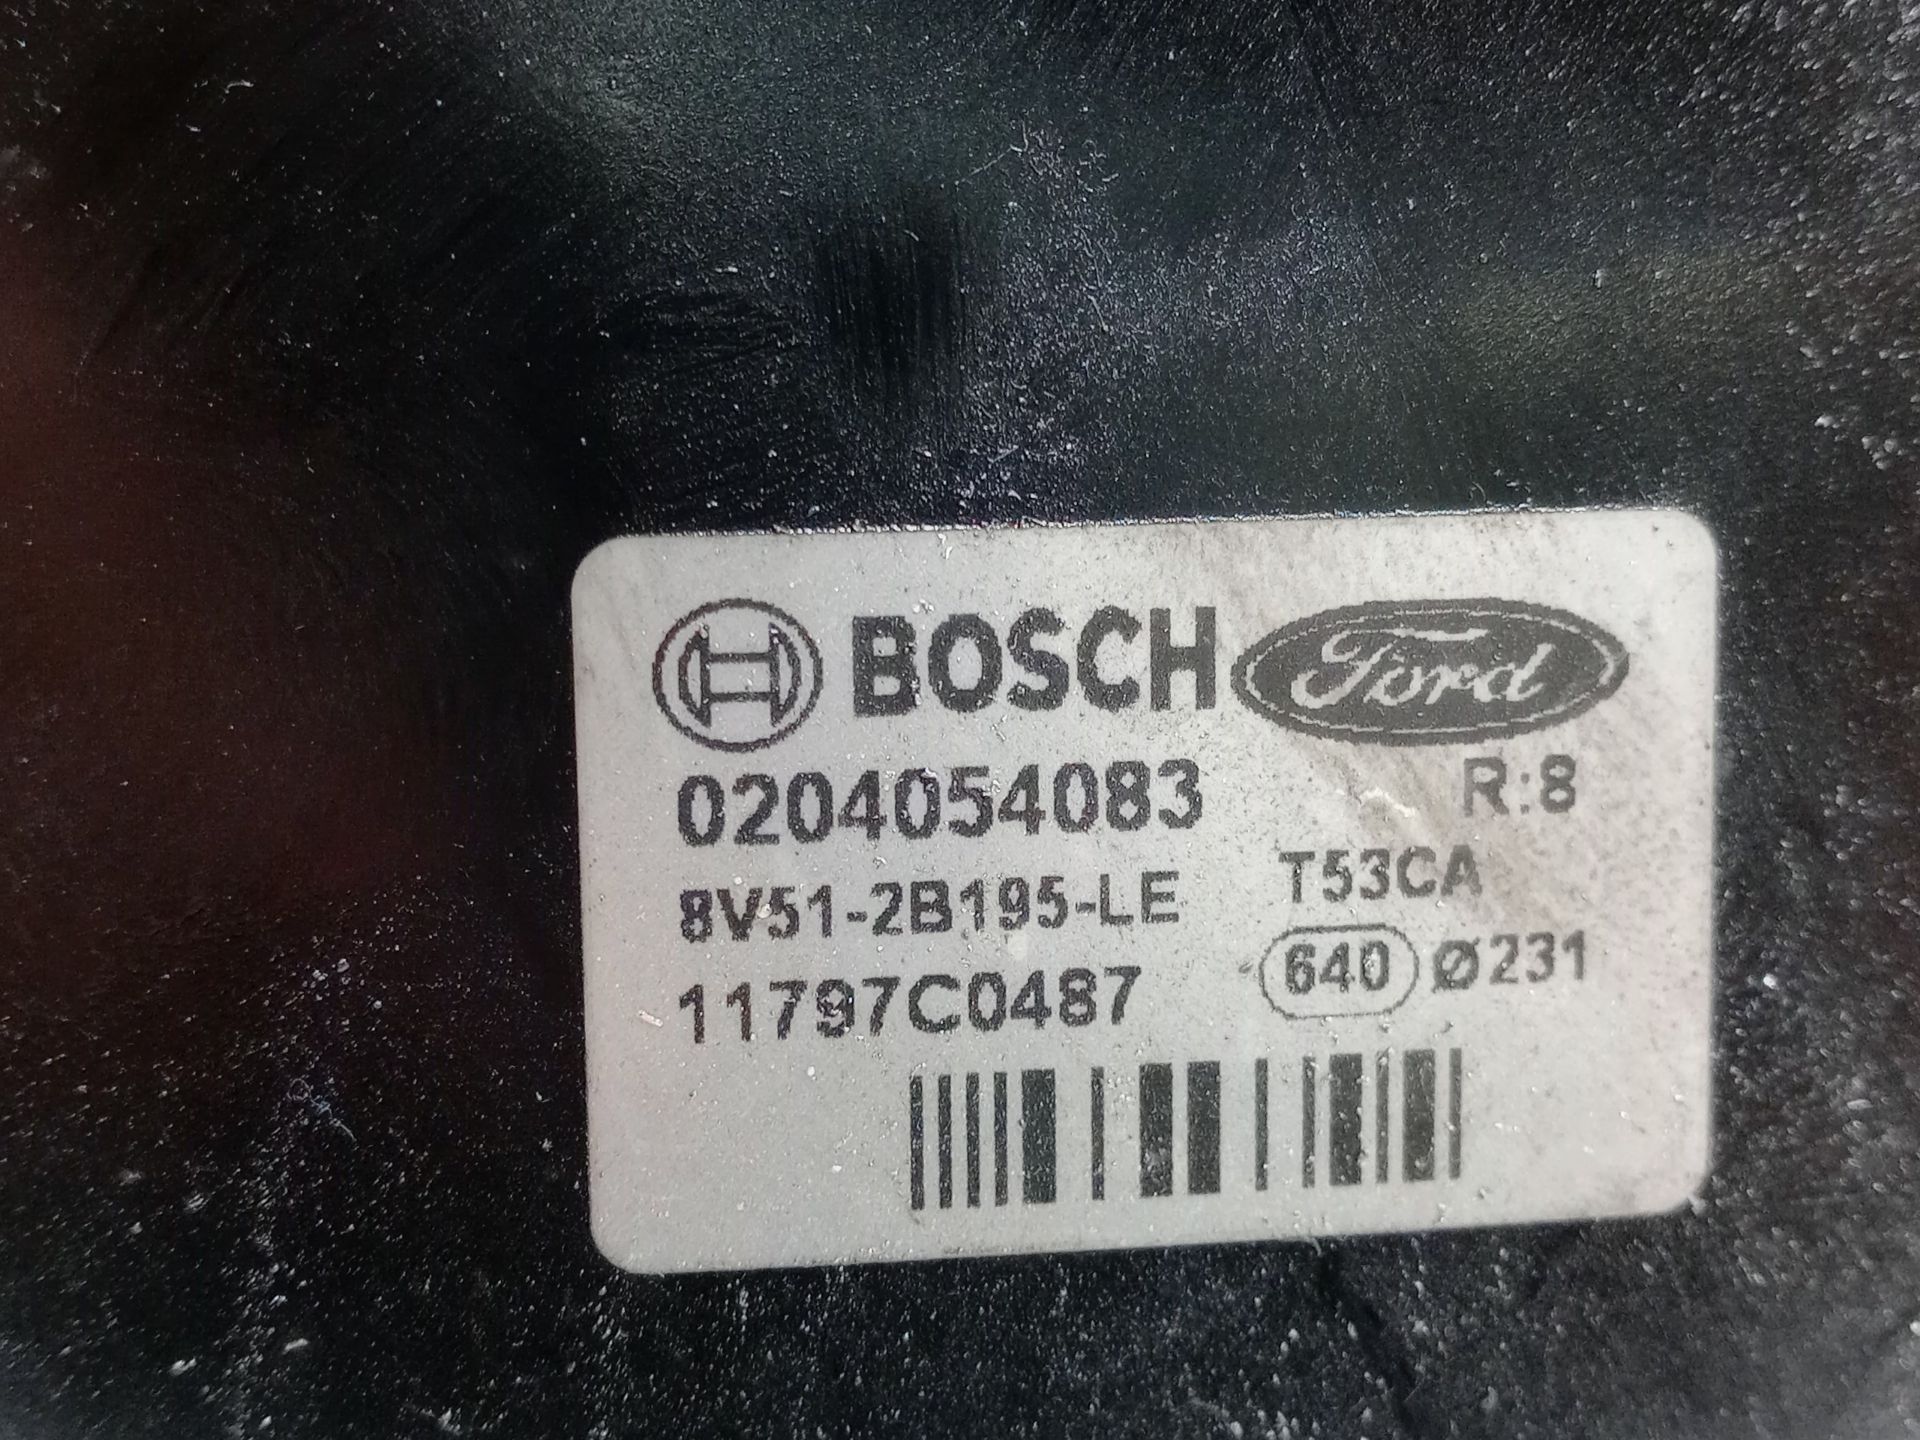 BOSCH Ford
0204054083 R:8
8V51-2B195-LE T53CA
11797C0487 640 Ø231